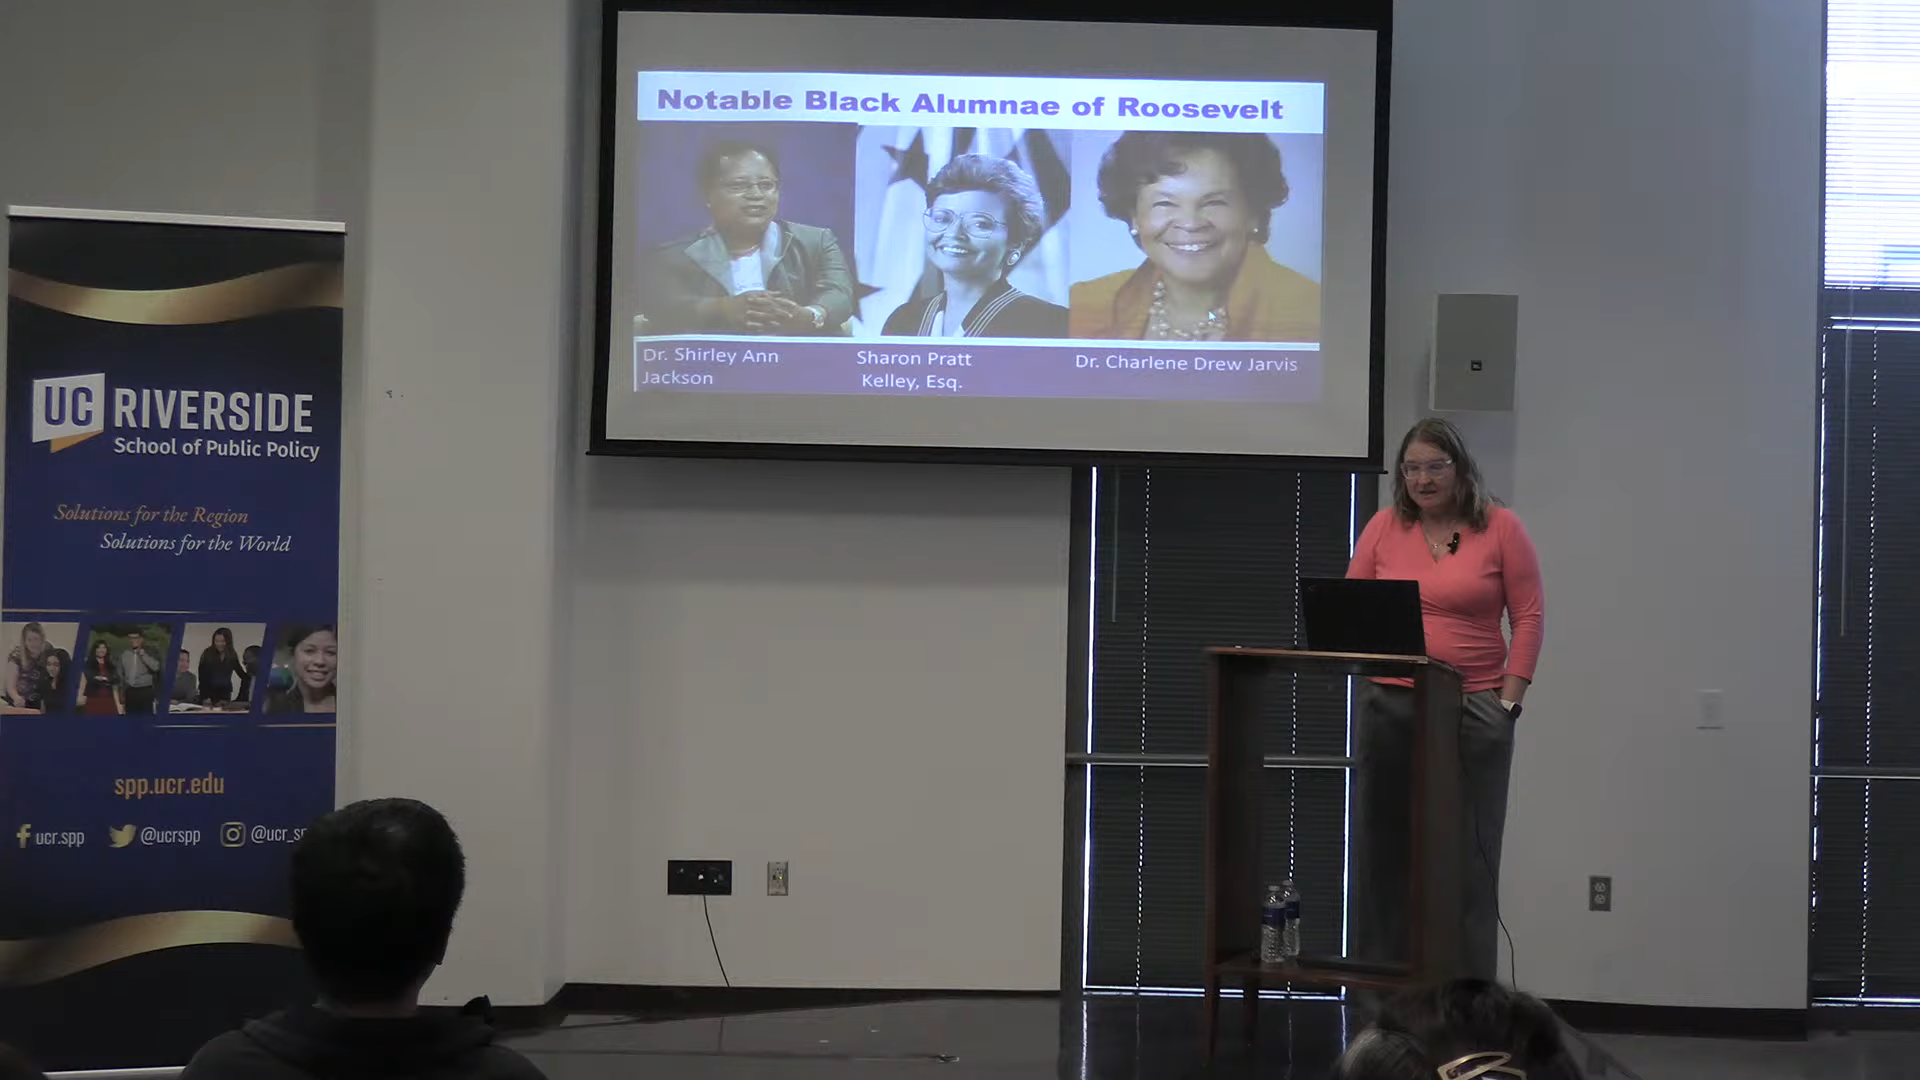 Notable Black Alumnae of Roosevelt
Dr. Shirley Ann
Jackson
Sharon Pratt
Kelley, Esq.
Dr. Charlene Drew Jarvis
UC RIVERSIDE
School of Public Policy
Solutions for the Region
Solutions for the World
spp.ucr.edu
ucr.spp @ucrspp